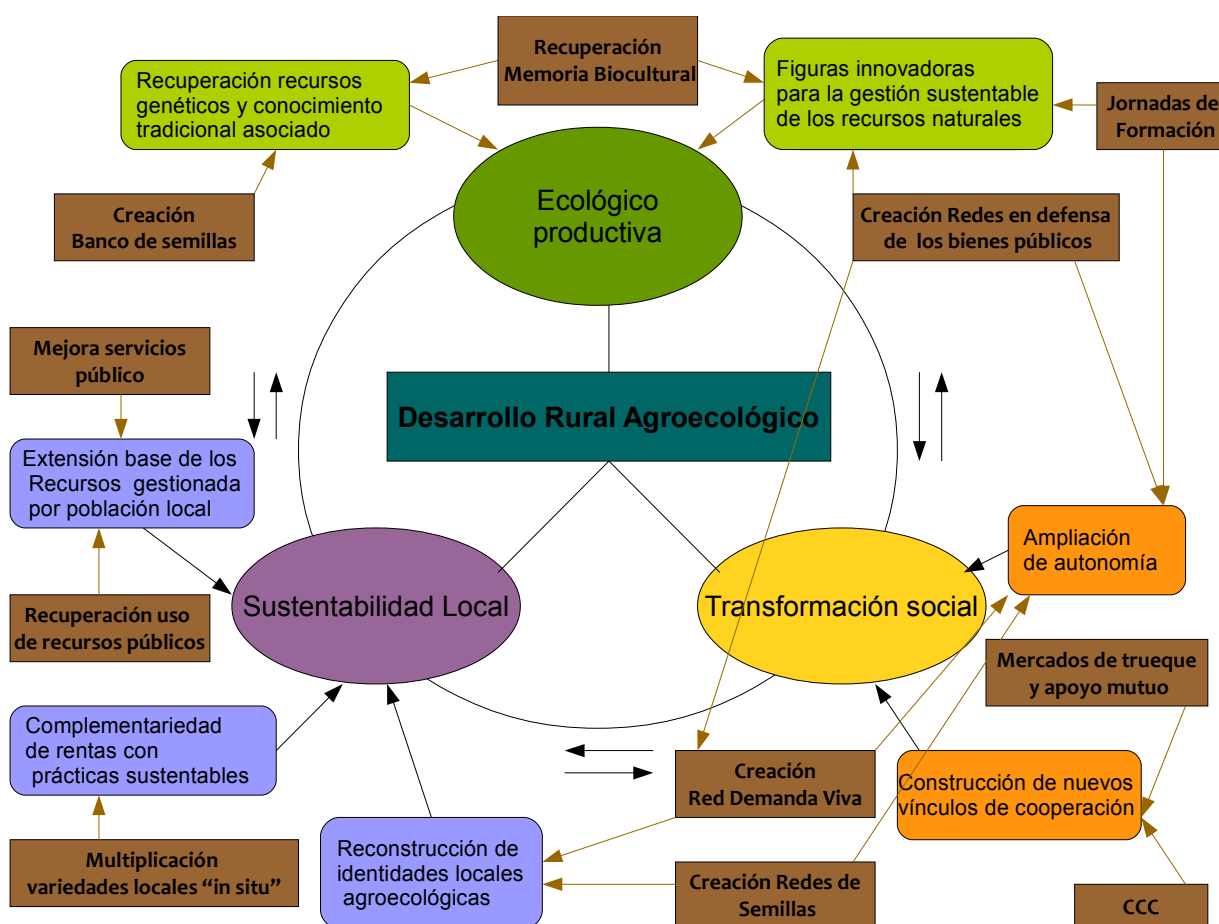 Recuperación
Memoria Biocultural
Recuperación recursos
genéticos y conocimiento
tradicional asociado
Figuras innovadoras
para la gestión sustentable
de los recursos naturales
Jornadas de
Formación
Creación
Banco de semillas
Ecológico
productiva
Creación Redes en defensa
de los bienes públicos
Mejora servicios
público
Desarrollo Rural Agroecológico
Extensión base de los
Recursos gestionada
por población local
Ampliación
de autonomía
Sustentabilidad Local
Transformación social
Recuperación uso
de recursos públicos
Mercados de trueque
y apoyo mutuo
Complementariedad
de rentas con
prácticas sustentables
Creación
Red Demanda Viva
Construcción de nuevos
vínculos de cooperación
Multiplicación
variedades locales “in situ”
Reconstrucción de
identidades locales
agroecológicas
Creación Redes de
Semillas
CCC